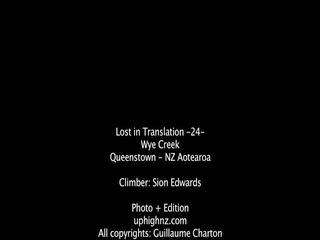 Lost in Translation -24-
Wye Creek
Queenstown - NZ Aotearoa
Climber: Sion Edwards
Photo + Edition
uphighnz.com
All copyrights: Guillaume Charton